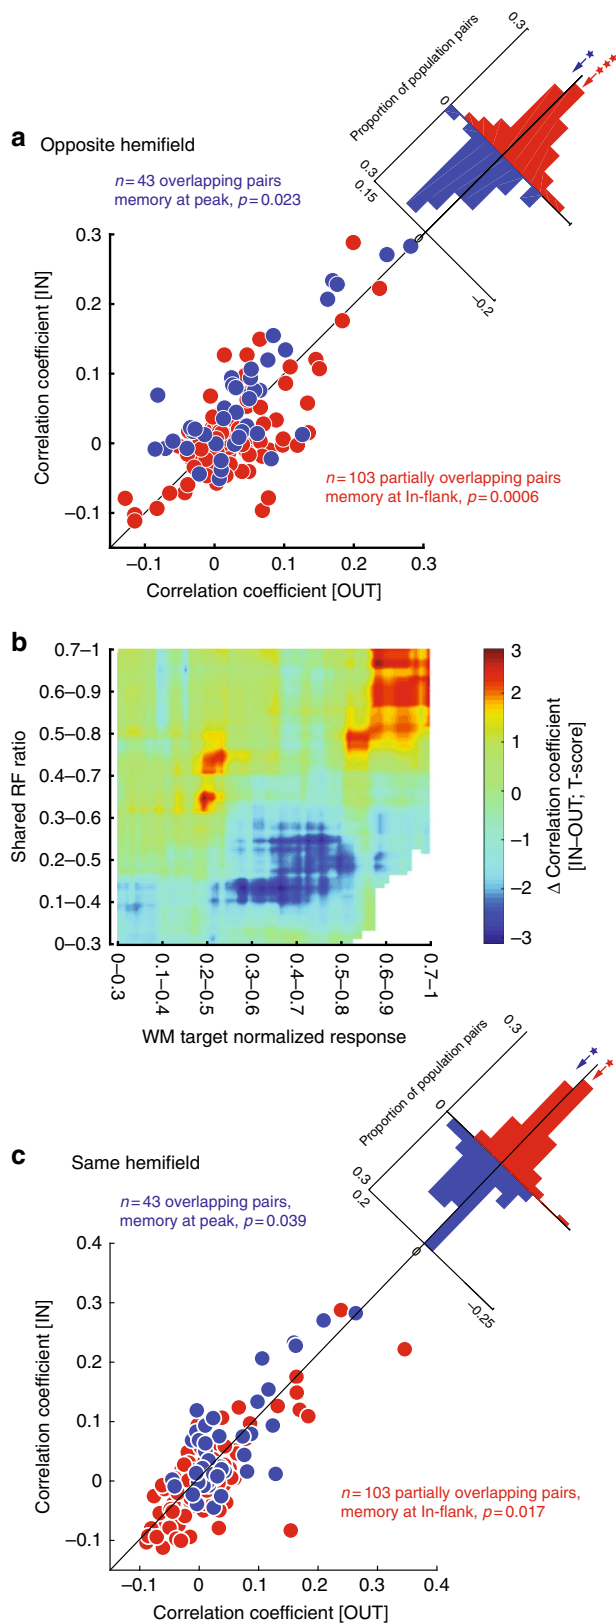 a Opposite hemifield
n = 43 overlapping pairs
memory at peak, p = 0.023
Proportion of population pairs
0.3
0
0.3
0.15
0
−0.2
Correlation coefficient [IN]
0.3
0.2
0.1
0
−0.1
n = 103 partially overlapping pairs
memory at In-flank, p = 0.0006
−0.1 0 0.1 0.2 0.3
Correlation coefficient [OUT]
b
Shared RF ratio
0.7–1
0.6–0.9
0.5–0.8
0.4–0.7
0.3–0.6
0.2–0.5
0.1–0.4
0–0.3
0–0.3 0.1–0.4 0.2–0.5 0.3–0.6 0.4–0.7 0.5–0.8 0.6–0.9 0.7–1
WM target normalized response
3
2
1
0
−1
−2
−3
Δ Correlation coefficient
[IN–OUT; T-score]
c Same hemifield
n = 43 overlapping pairs,
memory at peak, p = 0.039
Proportion of population pairs
0.3
0
0.3
0.2
0
−0.25
Correlation coefficient [IN]
0.4
0.3
0.2
0.1
0
−0.1
n = 103 partially overlapping pairs,
memory at In-flank, p = 0.017
−0.1 0 0.1 0.2 0.3 0.4
Correlation coefficient [OUT]